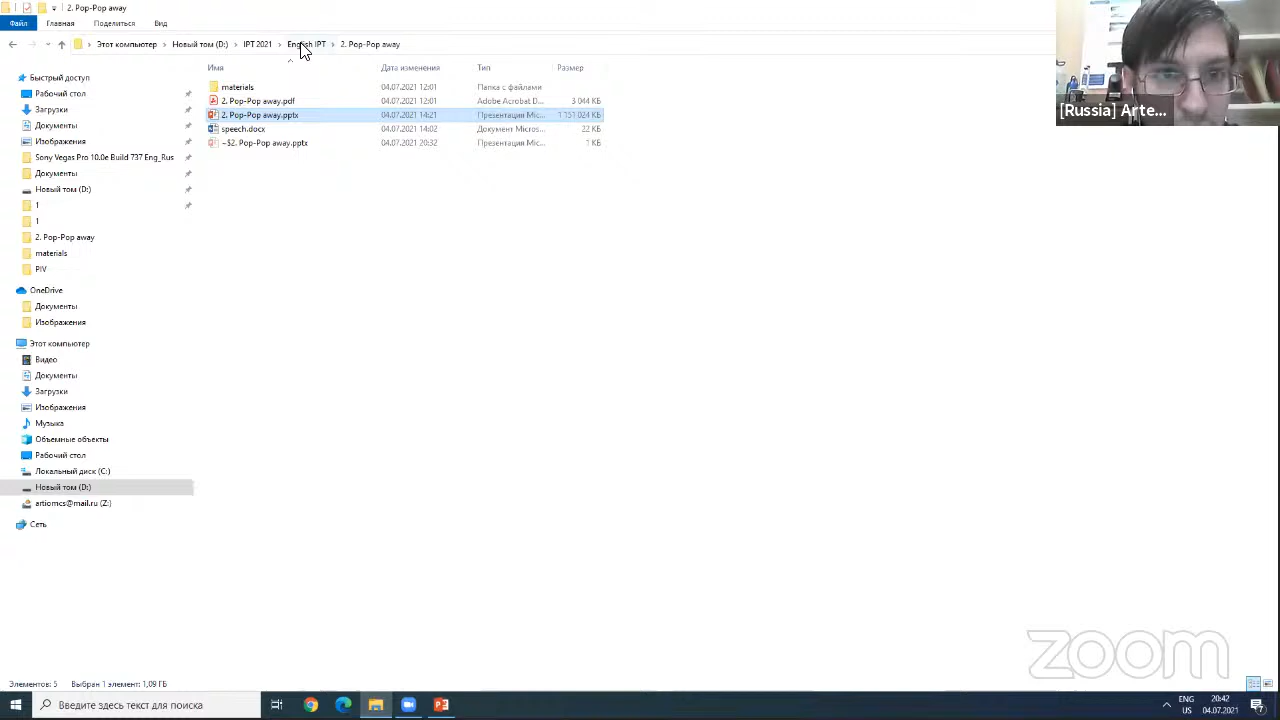 2. Pop-Pop away
Файл Главная Поделиться Вид
Этот компьютер › Новый том (D:) › IPT 2021 › English IPT › 2. Pop-Pop away
Имя Дата изменения Тип Размер
Быстрый доступ
Рабочий стол
Загрузки
Документы
Изображения
Sony Vegas Pro 10.0e Build 737 Eng_Rus
Документы
Новый том (D:)
1
1
2. Pop-Pop away
materials
PIV
OneDrive
Документы
Изображения
Этот компьютер
Видео
Документы
Загрузки
Изображения
Музыка
Объемные объекты
Рабочий стол
Локальный диск (C:)
Новый том (D:)
artiomcs@mail.ru (Z:)
Сеть
materials 04.07.2021 12:01 Папка с файлами
2. Pop-Pop away.pdf 04.07.2021 12:01 Adobe Acrobat D... 3 044 КБ
2. Pop-Pop away.pptx 04.07.2021 14:21 Презентация Mic... 1 151 024 КБ
speech.docx 04.07.2021 14:02 Документ Micros... 22 КБ
~$2. Pop-Pop away.pptx 04.07.2021 20:32 Презентация Mic... 1 КБ
[Russia] Arte...
zoom
Элементов: 5 Выбран 1 элемент: 1,09 ГБ
Введите здесь текст для поиска
ENG
US
20:42
04.07.2021